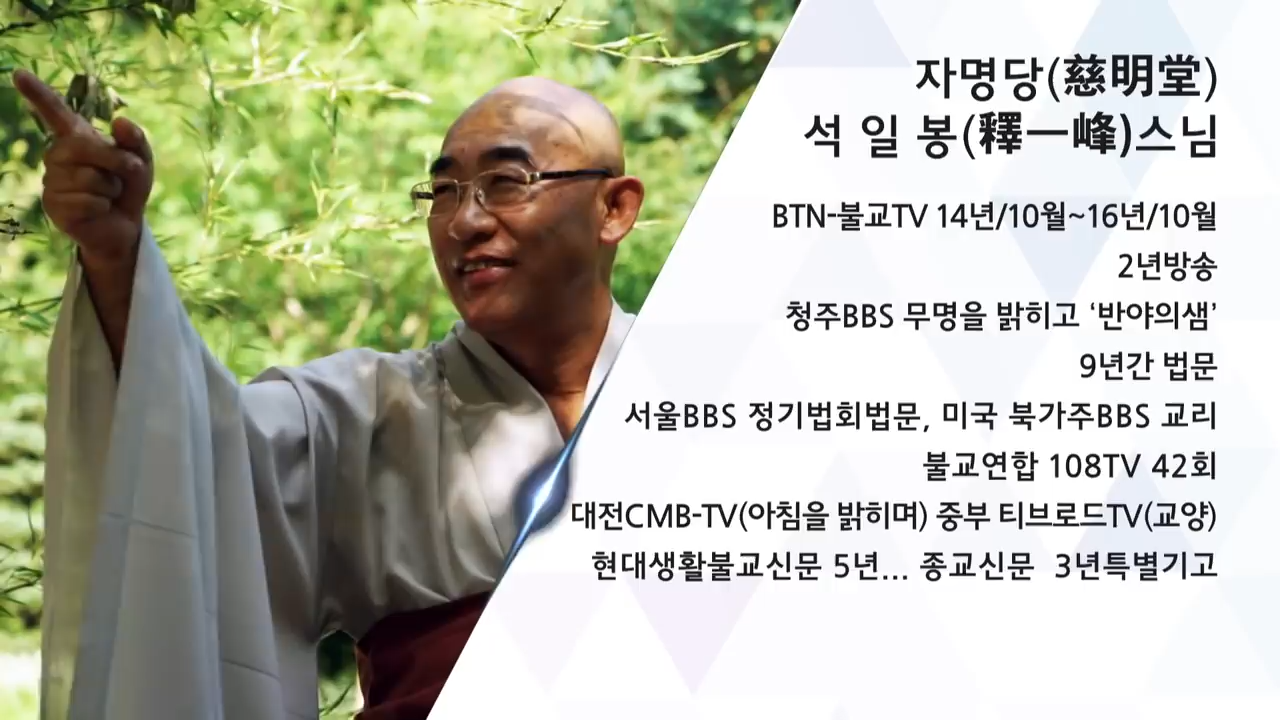 자명당(慈明堂)
석 일 봉(釋一峰)스님
BTN-불교TV 14년/10월~16년/10월
2년방송
청주BBS 무명을 밝히고 ‘반야의샘’
9년간 법문
서울BBS 정기법회법문, 미국 북가주BBS 교리
불교연합 108TV 42회
대전CMB-TV(아침을 밝히며) 중부 티브로드TV(교양)
현대생활불교신문 5년... 종교신문 3년특별기고